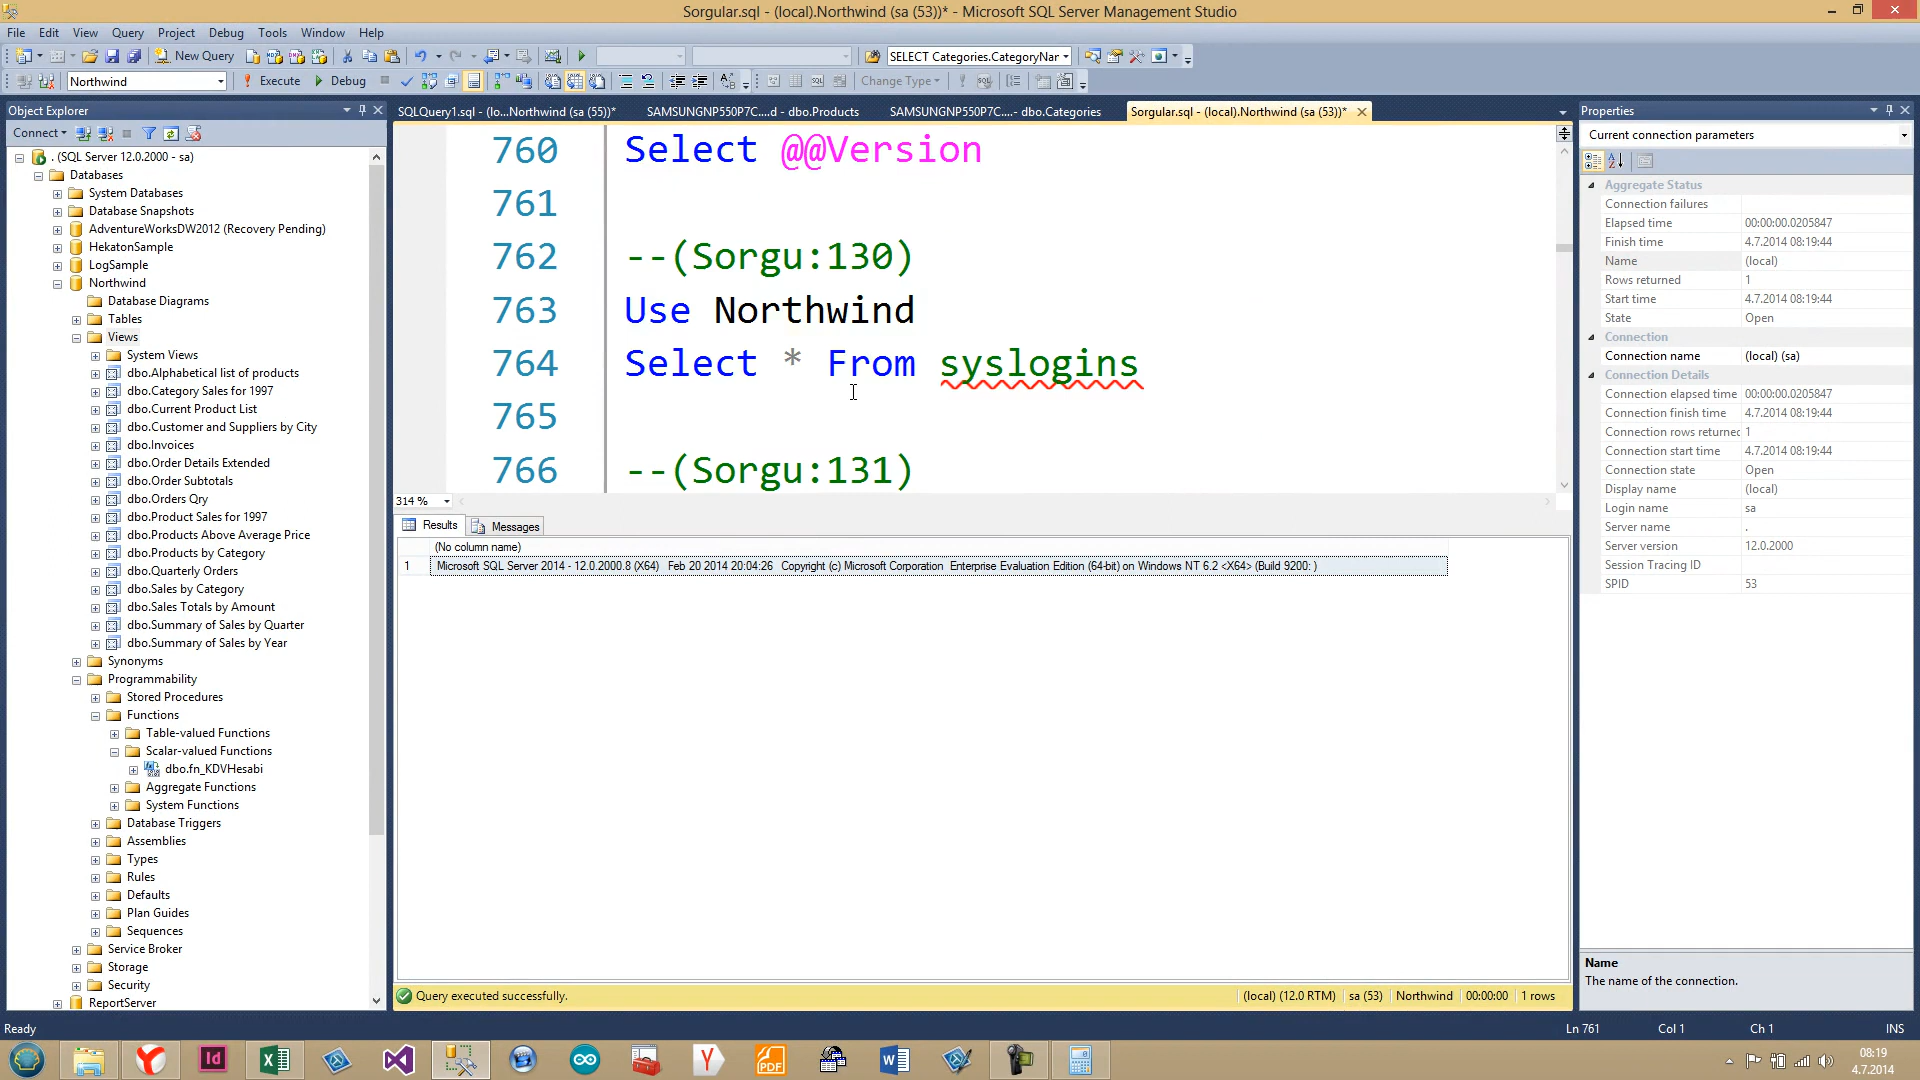 Sorgular.sql - (local).Northwind (sa (53))* - Microsoft SQL Server Management Studio
File Edit View Query Project Debug Tools Window Help
New Query SELECT Categories.CategoryNar
Northwind Execute Debug Change Type
Object Explorer
Connect
. (SQL Server 12.0.2000 - sa)
Databases
System Databases
Database Snapshots
AdventureWorksDW2012 (Recovery Pending)
HekatonSample
LogSample
Northwind
Database Diagrams
Tables
Views
System Views
dbo.Alphabetical list of products
dbo.Category Sales for 1997
dbo.Current Product List
dbo.Customer and Suppliers by City
dbo.Invoices
dbo.Order Details Extended
dbo.Order Subtotals
dbo.Orders Qry
dbo.Product Sales for 1997
dbo.Products Above Average Price
dbo.Products by Category
dbo.Quarterly Orders
dbo.Sales by Category
dbo.Sales Totals by Amount
dbo.Summary of Sales by Quarter
dbo.Summary of Sales by Year
Synonyms
Programmability
Stored Procedures
Functions
Table-valued Functions
Scalar-valued Functions
dbo.fn_KDVHesabi
Aggregate Functions
System Functions
Database Triggers
Assemblies
Types
Rules
Defaults
Plan Guides
Sequences
Service Broker
Storage
Security
ReportServer
SQLQuery1.sql - (lo...Northwind (sa (55))* SAMSUNGNP550P7C....d - dbo.Products SAMSUNGNP550P7C....- dbo.Categories Sorgular.sql - (local).Northwind (sa (53))*
760 Select @@Version
761
762 --(Sorgu:130)
763 Use Northwind
764 Select * From syslogins
765
766 --(Sorgu:131)
314 %
Results Messages
(No column name)
1 Microsoft SQL Server 2014 - 12.0.2000.8 (X64) Feb 20 2014 20:04:26 Copyright (c) Microsoft Corporation Enterprise Evaluation Edition (64-bit) on Windows NT 6.2 <X64> (Build 9200: )
Query executed successfully. (local) (12.0 RTM) sa (53) Northwind 00:00:00 1 rows
Properties
Current connection parameters
Aggregate Status
Connection failures
Elapsed time 00:00:00.0205847
Finish time 4.7.2014 08:19:44
Name (local)
Rows returned 1
Start time 4.7.2014 08:19:44
State Open
Connection
Connection name (local) (sa)
Connection Details
Connection elapsed time 00:00:00.0205847
Connection finish time 4.7.2014 08:19:44
Connection rows returned 1
Connection start time 4.7.2014 08:19:44
Connection state Open
Display name (local)
Login name sa
Server name .
Server version 12.0.2000
Session Tracing ID
SPID 53
Name
The name of the connection.
Ready Ln 761 Col 1 Ch 1 INS
08:19
4.7.2014